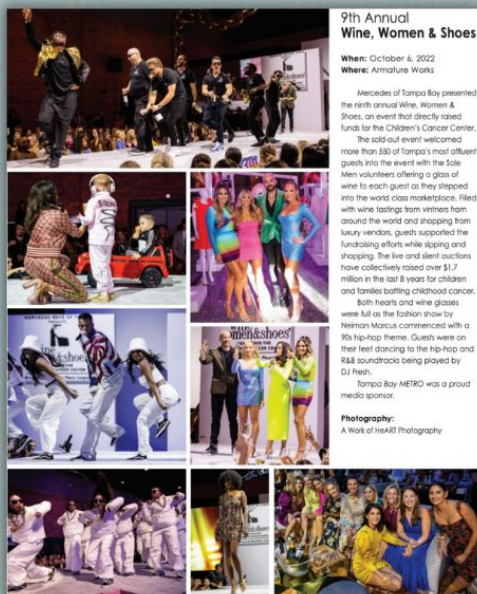 9th Annual
Wine, Women & Shoes
When: October 6, 2022
Where: Armature Works
Mercedes of Tampa Bay presented
the ninth annual Wine, Women &
Shoes, an event that directly raised
funds for the Children's Cancer Center.
The sold-out event welcomed
more than 550 of Tampa's most affluent
guests into the event with the Sole
Men volunteers offering a glass of
wine to each guest as they stepped
into the world class marketplace. Filled
with wine tastings from vintners from
around the world and shopping from
luxury vendors, guests supported the
fundraising efforts while sipping and
shopping. The live and silent auctions
have collectively raised over $1.7
million in the last 8 years for children
and families battling childhood cancer.
Both hearts and wine glasses
were full as the fashion show by
Neiman Marcus commenced with a
90s hip-hop theme. Guests were on
their feet dancing to the hip-hop and
R&B soundtracks being played by
DJ Fresh.
Tampa Bay METRO was a proud
media sponsor.
Photography:
A Work of HeART Photography
omen&shoes
ine
&shoe